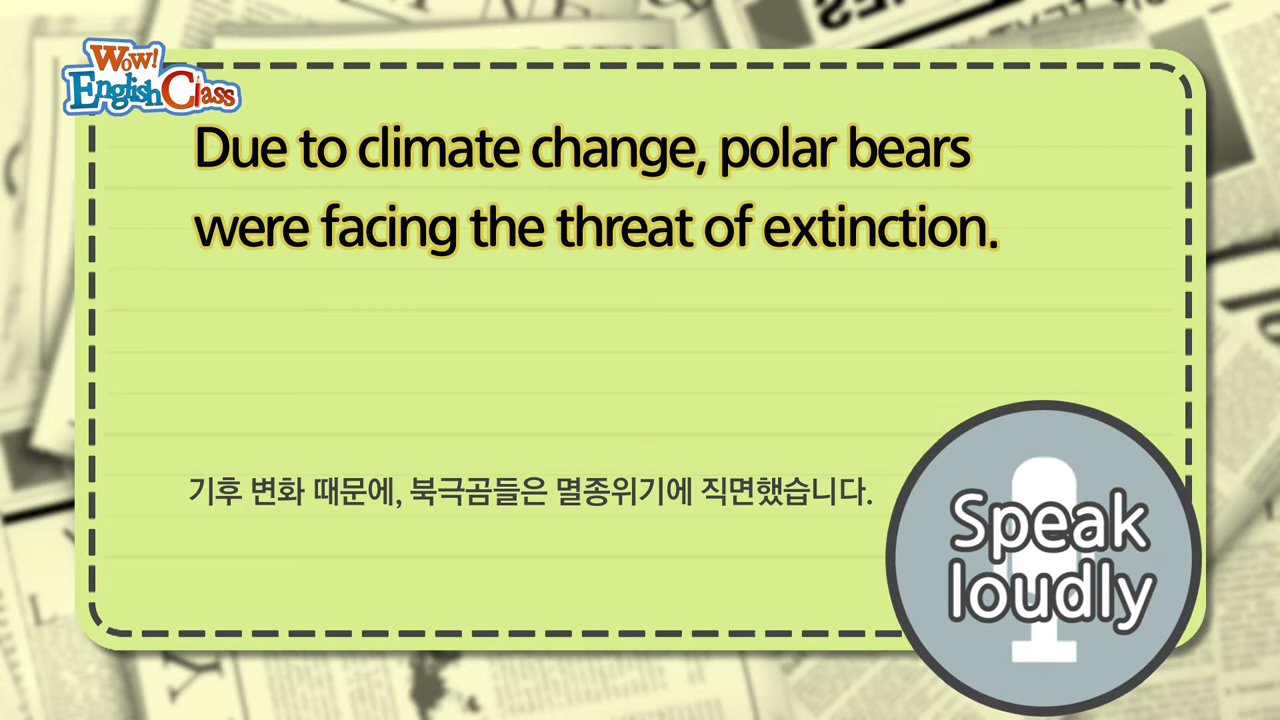 Wow!
English Class
Due to climate change, polar bears
were facing the threat of extinction.
기후 변화 때문에, 북극곰들은 멸종위기에 직면했습니다.
Speak
loudly